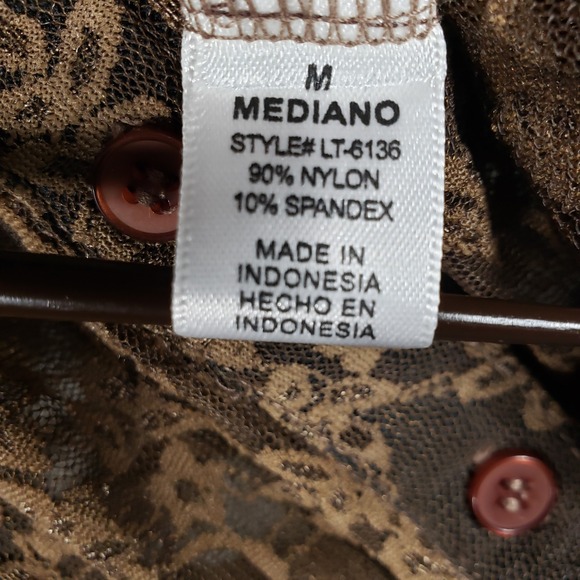 M
MEDIANO
STYLE# LT-6136
90% NYLON
10% SPANDEX
MADE IN
INDONESIA
HECHO EN
INDONESIA